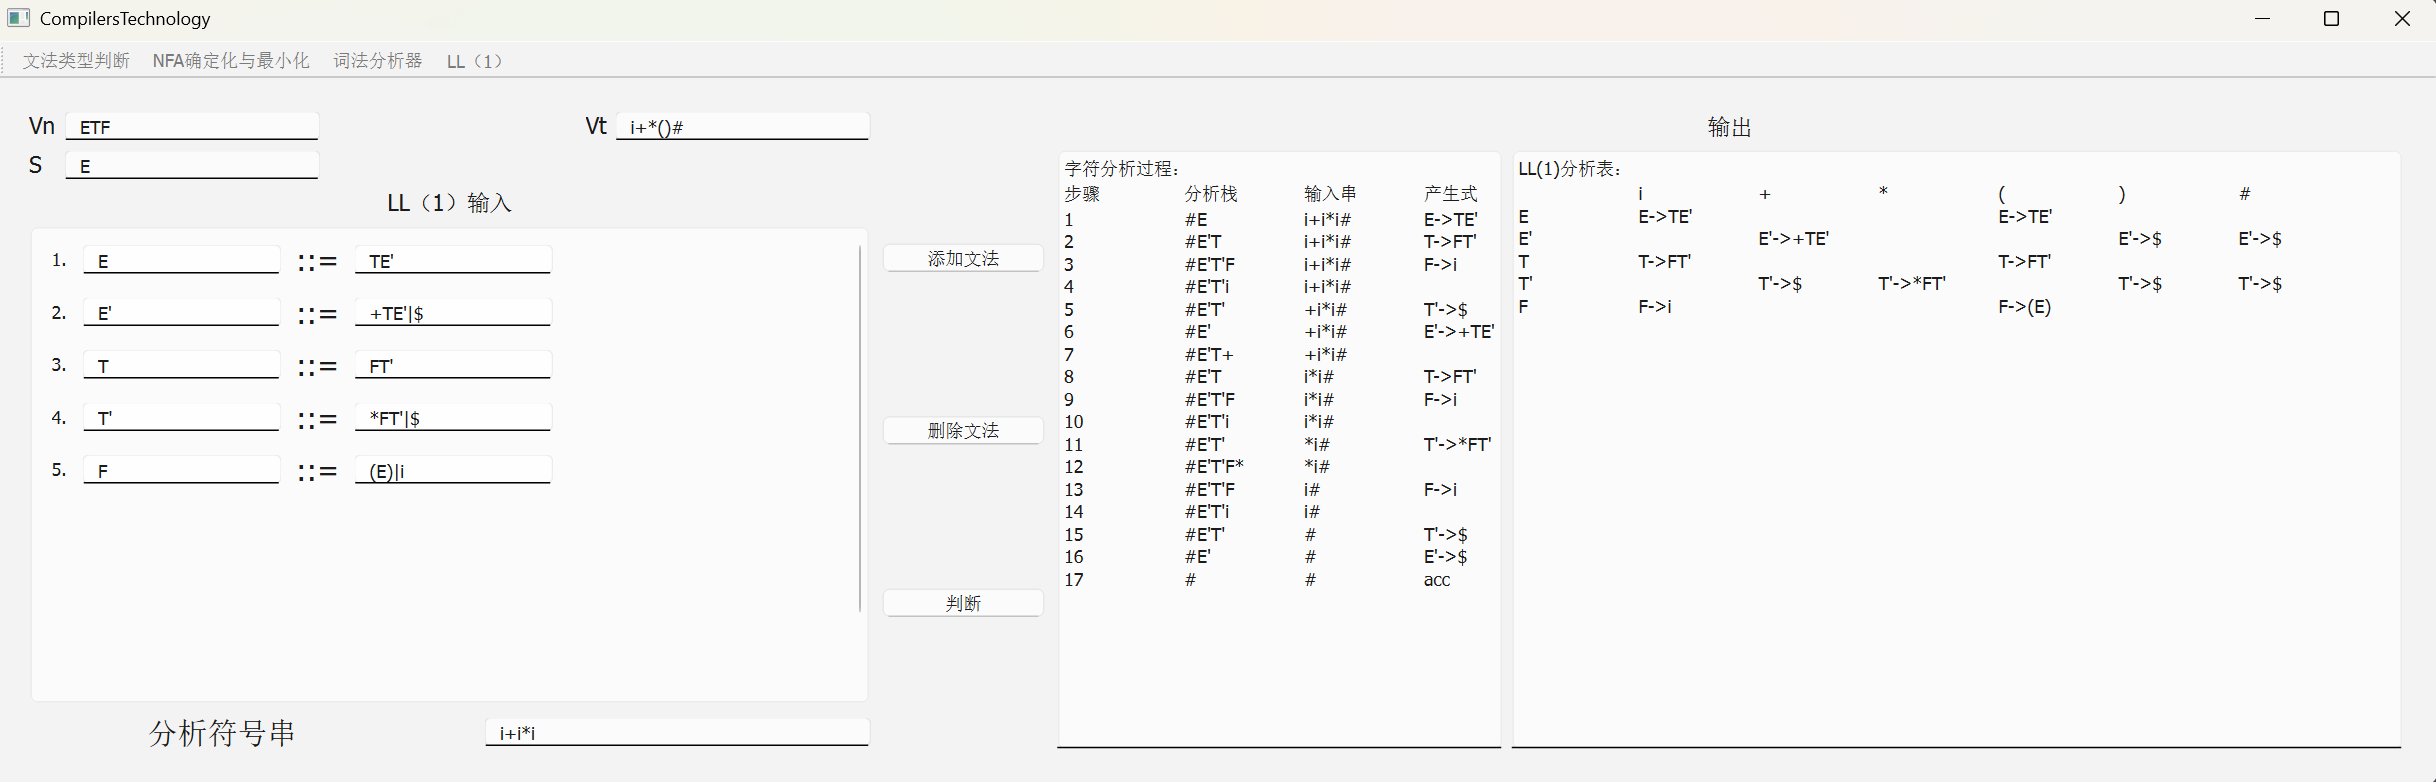 CompilersTechnology
文法类型判断 NFA确定化与最小化 词法分析器 LL（1）
Vn ETF Vt i+*()#
S E
LL（1）输入
1. E ::= TE'
2. E' ::= +TE'|$
3. T ::= FT'
4. T' ::= *FT'|$
5. F ::= (E)|i
分析符号串 i+i*i
添加文法
删除文法
判断
输出
字符分析过程:
步骤 分析栈 输入串 产生式
1 #E i+i*i# E->TE'
2 #E'T i+i*i# T->FT'
3 #E'T'F i+i*i# F->i
4 #E'T'i i+i*i#
5 #E'T' +i*i# T'->$
6 #E' +i*i# E'->+TE'
7 #E'T+ +i*i#
8 #E'T i*i# T->FT'
9 #E'T'F i*i# F->i
10 #E'T'i i*i#
11 #E'T' *i# T'->*FT'
12 #E'T'F* *i#
13 #E'T'F i# F->i
14 #E'T'i i#
15 #E'T' # T'->$
16 #E' # E'->$
17 # # acc
LL(1)分析表:
i + * ( ) #
E E->TE' E->TE'
E' E'->+TE' E'->$ E'->$
T T->FT' T->FT'
T' T'->$ T'->*FT' T'->$ T'->$
F F->i F->(E)